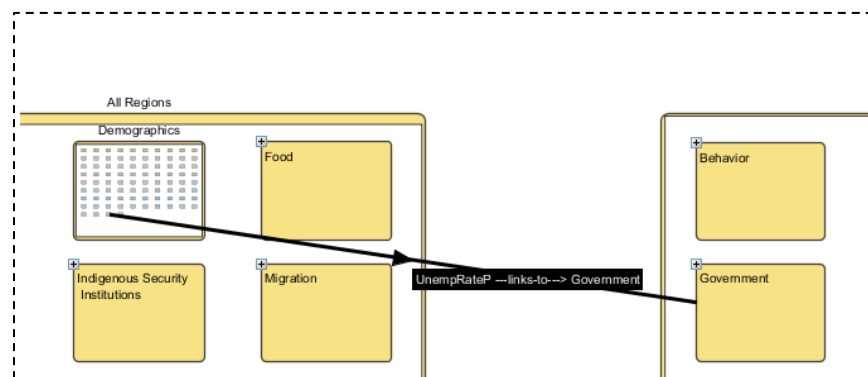 All Regions
Demographics
Food
Behavior
Indigenous Security
Institutions
Migration
UnempRateP ---links-to---> Government
Government